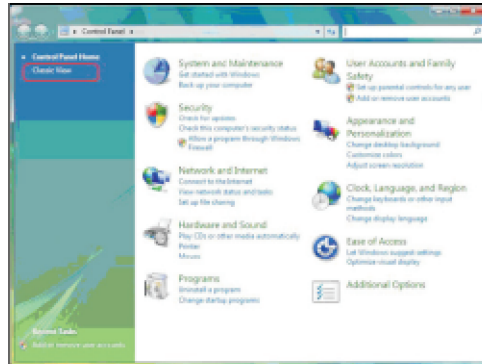 Control Panel
Control Panel Home
Classic View
System and Maintenance
Get started with Windows
Back up your computer
Security
Check for updates
Check this computer's security status
Allow a program through Windows
Firewall
Network and Internet
Connect to the Internet
View network status and tasks
Set up file sharing
Hardware and Sound
Play CDs or other media automatically
Printer
Mouse
Programs
Uninstall a program
Change startup programs
User Accounts and Family
Safety
Set up parental controls for any user
Add or remove user accounts
Appearance and
Personalization
Change desktop background
Customize colors
Adjust screen resolution
Clock, Language, and Region
Change keyboards or other input
methods
Change display language
Ease of Access
Let Windows suggest settings
Optimize visual display
Additional Options
Recent Tasks
Add or remove user accounts